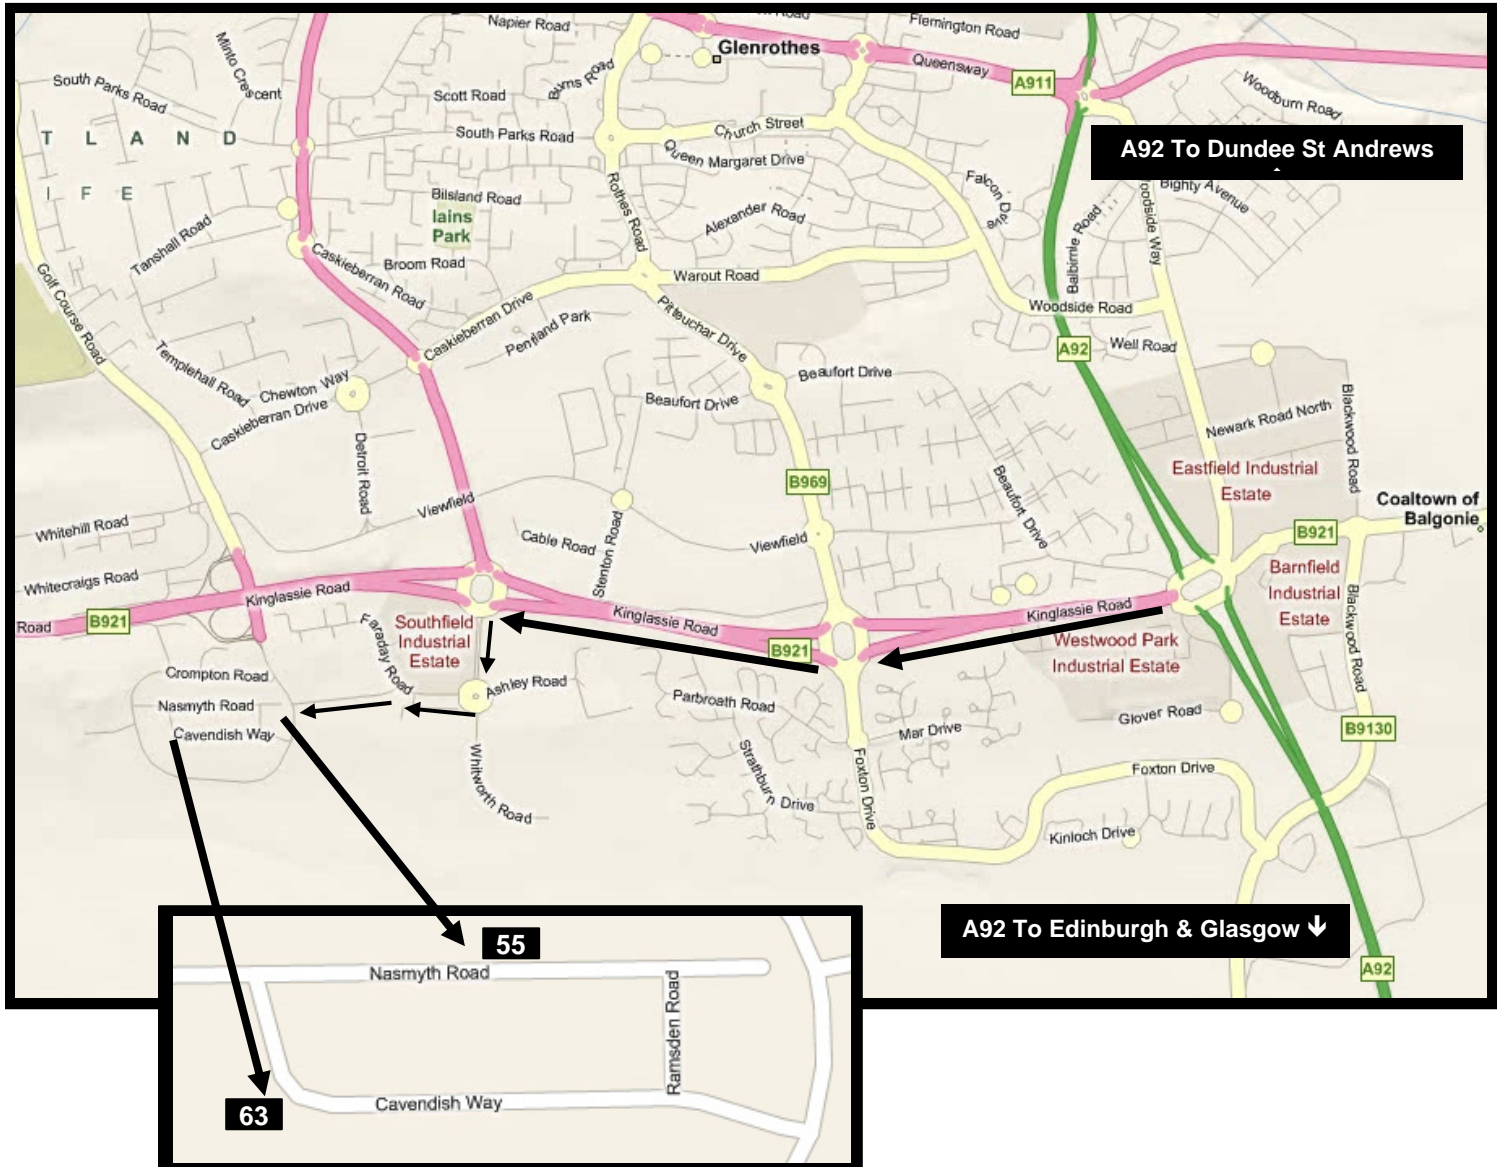 Napier Road
Flemington Road
Road
Minto Crescent
Glenrothes
Queensway
A911
South Parks Road
Scott Road
Burns Road
Woodburn Road
T L A N D
South Parks Road
Church Street
Queen Margaret Drive
A92 To Dundee St Andrews
I F E
Bilsland Road
Iains
Park
Rothes Road
Alexander Road
Falcon Drive
Balbirnie Road
Woodside Way
Bighty Avenue
Tanshall Road
Caskieberran Road
Broom Road
Warout Road
Golf Course Road
Caskieberran Drive
Pentland Park
Pitteuchar Drive
Woodside Road
A92
Well Road
Templehall Road
Chewton Way
Caskieberran Drive
Beaufort Drive
Beaufort Drive
Newark Road North
Blackwood Road
Detroit Road
Viewfield
B969
Beaufort Drive
Eastfield Industrial
Estate
Coaltown of
Balgonie
Whitehill Road
Cable Road
Stenton Road
Viewfield
B921
Whitecraigs Road
Kinglassie Road
Barnfield
Industrial
Estate
Blackwood Road
Road
B921
Faraday Road
Southfield
Industrial
Estate
Kinglassie Road
B921
Kinglassie Road
Westwood Park
Industrial Estate
Crompton Road
Nasmyth Road
Cavendish Way
Ashley Road
Parbroath Road
Glover Road
Mar Drive
B9130
Whitworth Road
Strathburn Drive
Foxton Drive
Foxton Drive
Kinloch Drive
A92 To Edinburgh & Glasgow ↓
A92
55
Nasmyth Road
Ramsden Road
Cavendish Way
63